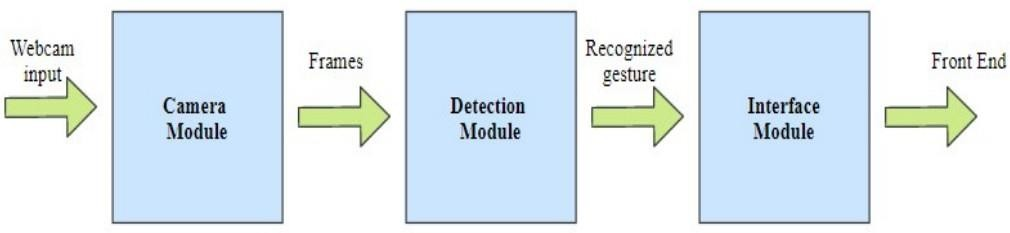 Webcam
input
Camera
Module
Frames
Detection
Module
Recognized
gesture
Interface
Module
Front End